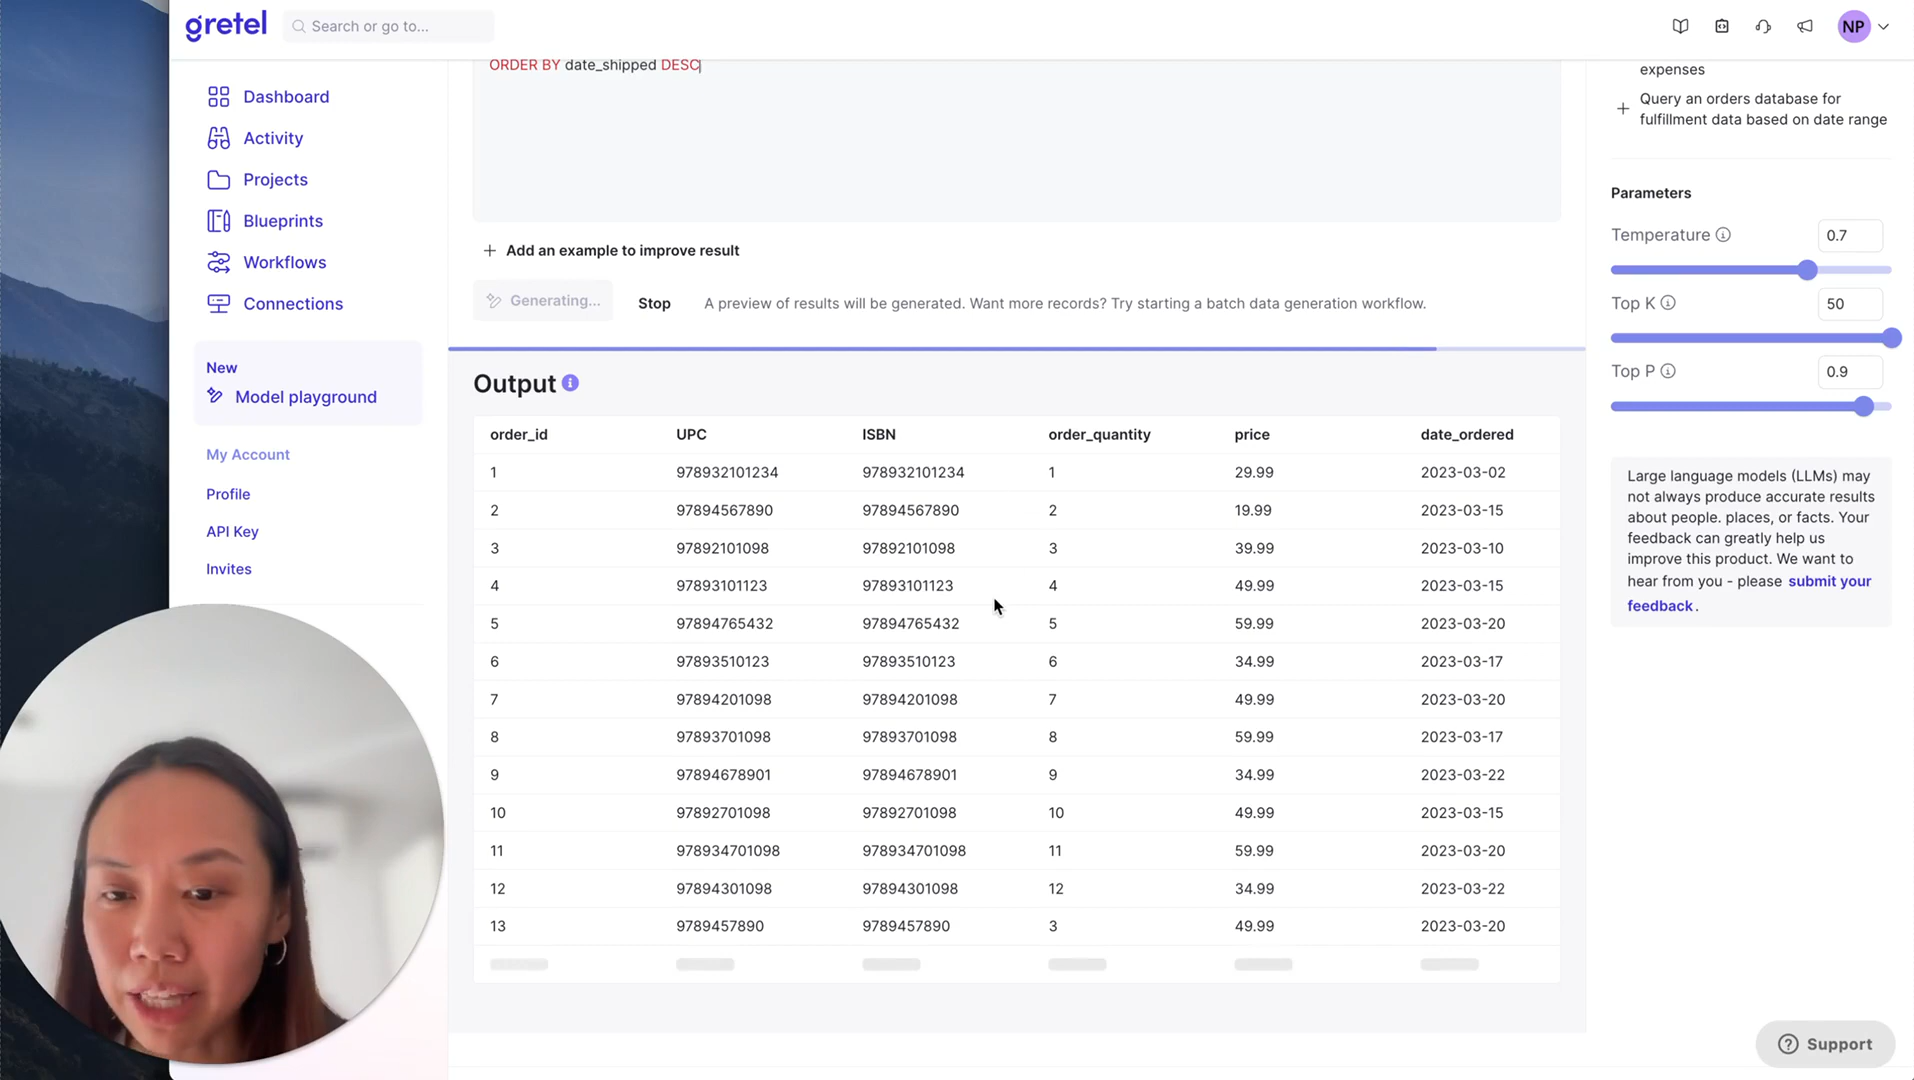 gretel
Search or go to...
NP
Dashboard
Activity
Projects
Blueprints
Workflows
Connections
New
Model playground
My Account
Profile
API Key
Invites
ORDER BY date_shipped DESC
Add an example to improve result
Generating... Stop A preview of results will be generated. Want more records? Try starting a batch data generation workflow.
Output
order_id UPC ISBN order_quantity price date_ordered
1 978932101234 978932101234 1 29.99 2023-03-02
2 97894567890 97894567890 2 19.99 2023-03-15
3 97892101098 97892101098 3 39.99 2023-03-10
4 97893101123 97893101123 4 49.99 2023-03-15
5 97894765432 97894765432 5 59.99 2023-03-20
6 97893510123 97893510123 6 34.99 2023-03-17
7 97894201098 97894201098 7 49.99 2023-03-20
8 97893701098 97893701098 8 59.99 2023-03-17
9 97894678901 97894678901 9 34.99 2023-03-22
10 97892701098 97892701098 10 49.99 2023-03-15
11 978934701098 978934701098 11 59.99 2023-03-20
12 97894301098 97894301098 12 34.99 2023-03-22
13 9789457890 9789457890 3 49.99 2023-03-20
expenses
Query an orders database for
fulfillment data based on date range
Parameters
Temperature 0.7
Top K 50
Top P 0.9
Large language models (LLMs) may
not always produce accurate results
about people. places, or facts. Your
feedback can greatly help us
improve this product. We want to
hear from you - please submit your
feedback.
Support